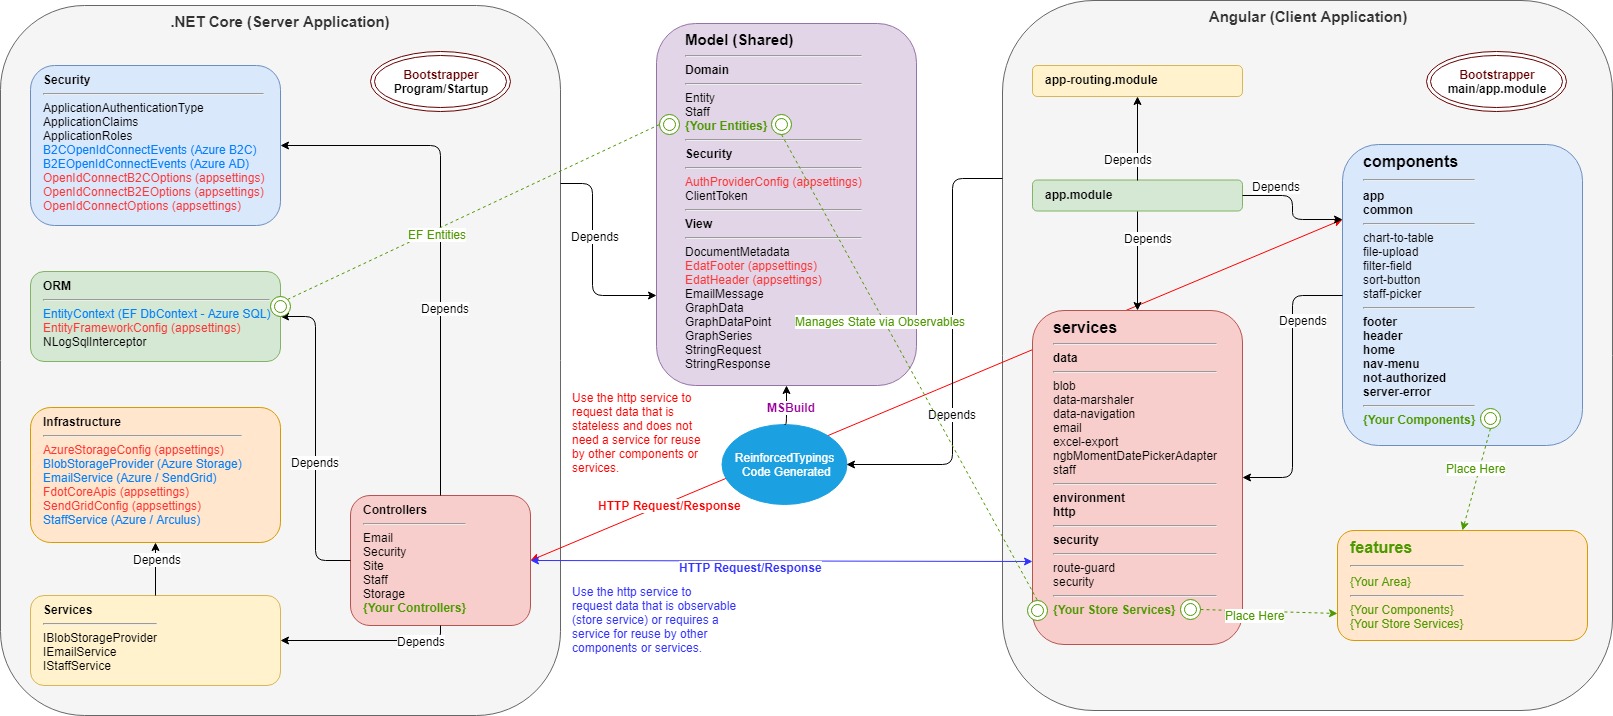 .NET Core (Server Application)
Bootstrapper
Program/Startup
Security
ApplicationAuthenticationType
ApplicationClaims
ApplicationRoles
B2COpenIdConnectEvents (Azure B2C)
B2EOpenIdConnectEvents (Azure AD)
OpenIdConnectB2COptions (appsettings)
OpenIdConnectB2EOptions (appsettings)
OpenIdConnectOptions (appsettings)
EF Entities
ORM
EntityContext (EF DbContext - Azure SQL)
EntityFrameworkConfig (appsettings)
NLogSqlInterceptor
Depends
Infrastructure
AzureStorageConfig (appsettings)
BlobStorageProvider (Azure Storage)
EmailService (Azure / SendGrid)
FdotCoreApis (appsettings)
SendGridConfig (appsettings)
StaffService (Azure / Arculus)
Depends
Depends
Services
IBlobStorageProvider
IEmailService
IStaffService
Controllers
Email
Security
Site
Staff
Storage
{Your Controllers}
Depends
Depends
Model (Shared)
Domain
Entity
Staff
{Your Entities}
Security
AuthProviderConfig (appsettings)
ClientToken
View
DocumentMetadata
EdatFooter (appsettings)
EdatHeader (appsettings)
EmailMessage
GraphData
GraphDataPoint
GraphSeries
StringRequest
StringResponse
Manages State via Observables
MSBuild
ReinforcedTypings
Code Generated
Depends
Use the http service to
request data that is
stateless and does not
need a service for reuse
by other components or
services.
HTTP Request/Response
HTTP Request/Response
Use the http service to
request data that is observable
(store service) or requires a
service for reuse by other
components or services.
Angular (Client Application)
Bootstrapper
main/app.module
app-routing.module
Depends
app.module
Depends
Depends
components
app
common
chart-to-table
file-upload
filter-field
sort-button
staff-picker
footer
header
home
nav-menu
not-authorized
server-error
{Your Components}
Depends
services
data
blob
data-marshaler
data-navigation
email
excel-export
ngbMomentDatePickerAdapter
staff
environment
http
security
route-guard
security
{Your Store Services}
Place Here
Place Here
features
{Your Area}
{Your Components}
{Your Store Services}